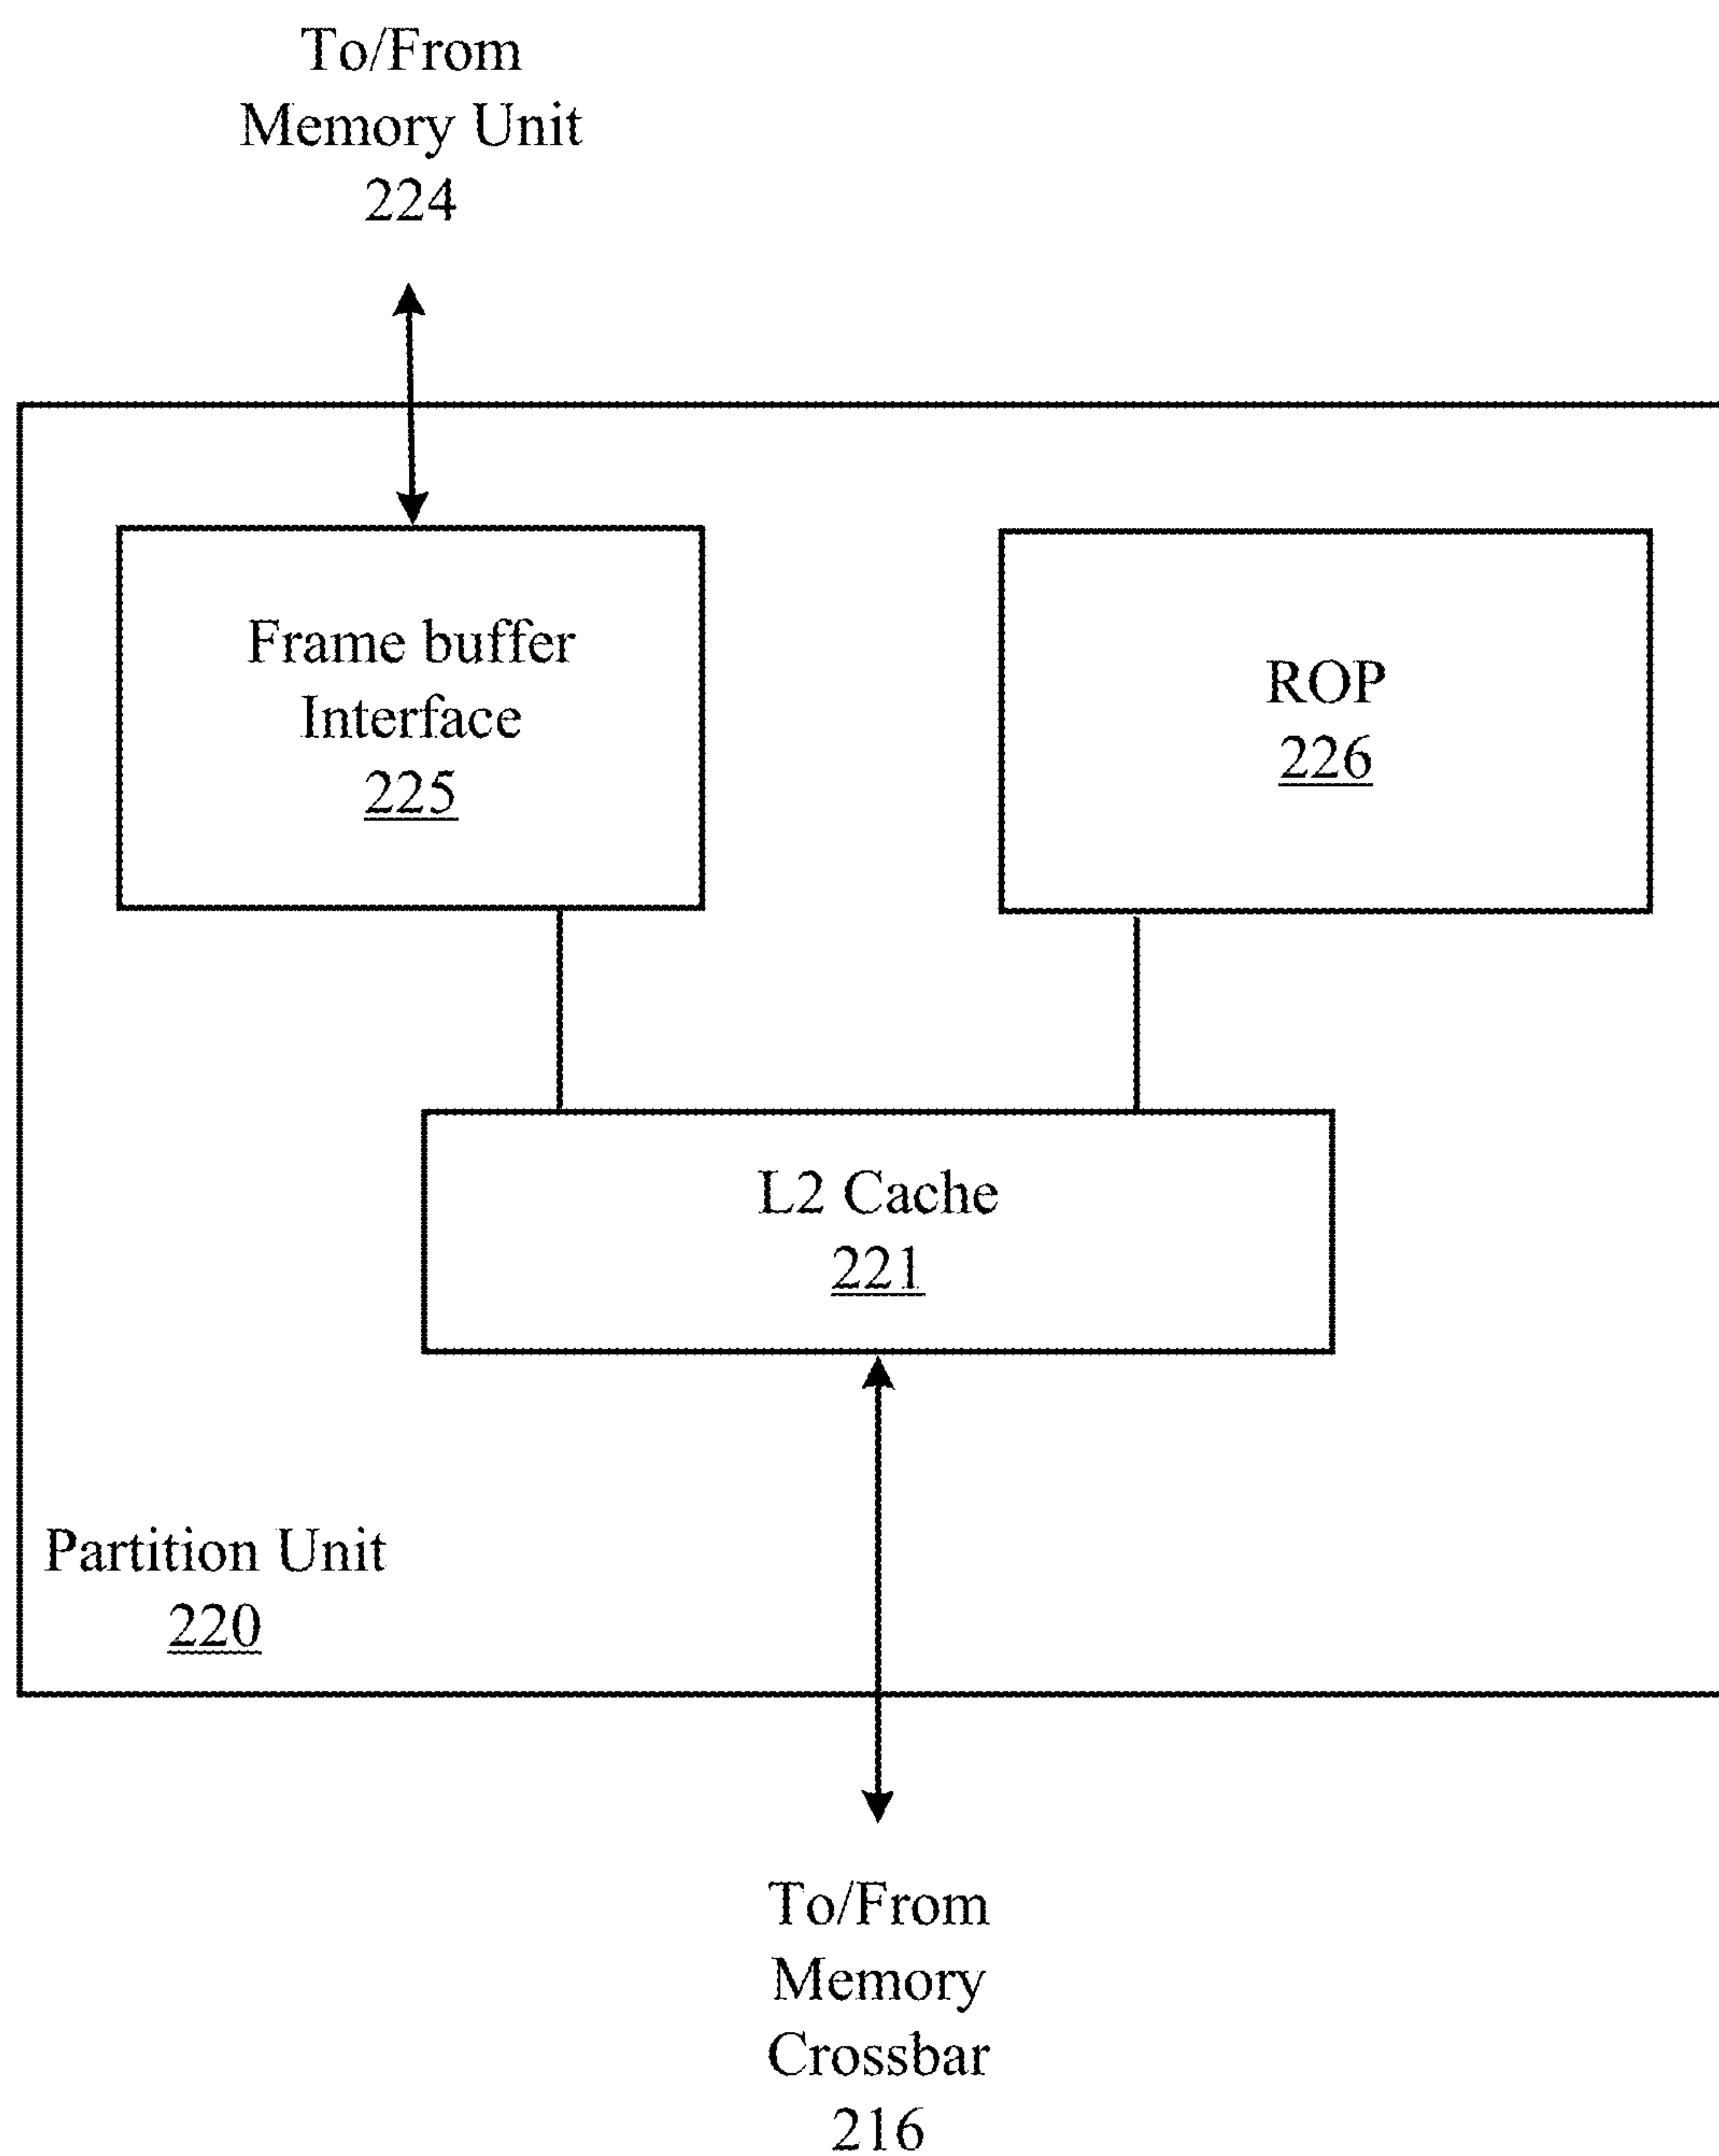 To/From
Memory Unit
224
Frame buffer
Interface
225
ROP
226
L2 Cache
221
Partition Unit
220
To/From
Memory
Crossbar
216